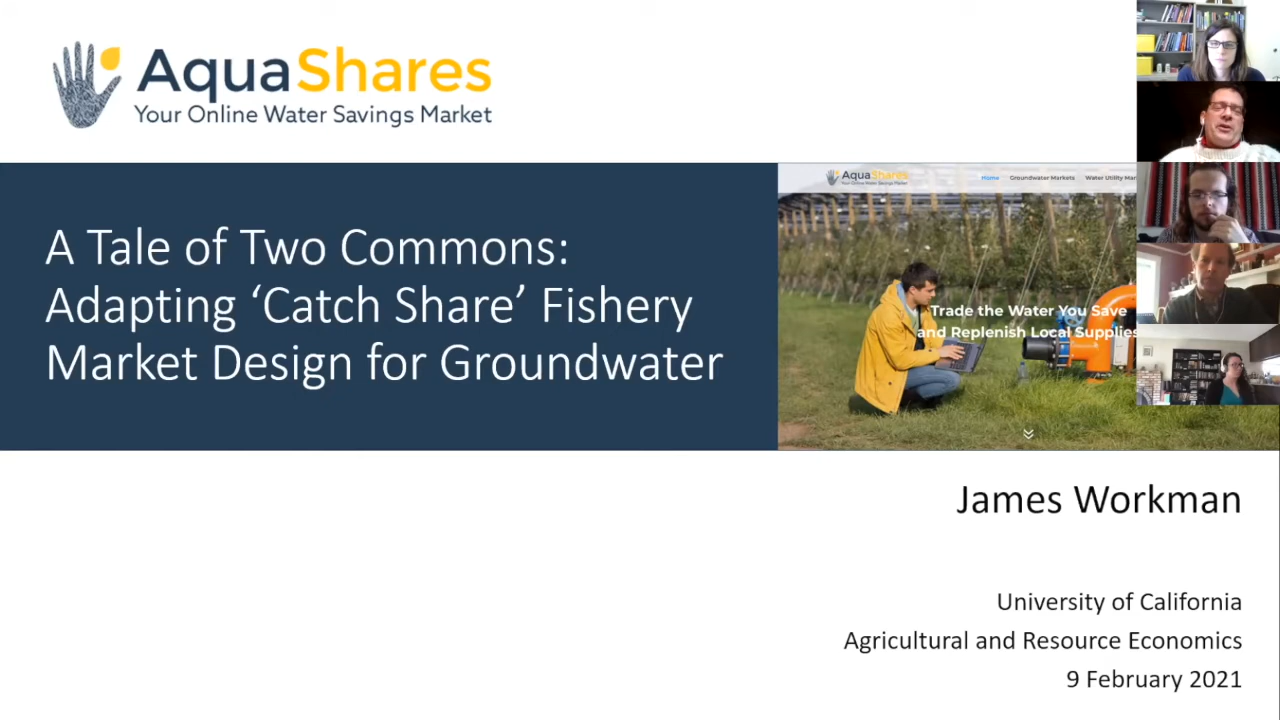 AquaShares
Your Online Water Savings Market
A Tale of Two Commons:
Adapting ‘Catch Share’ Fishery
Market Design for Groundwater
AquaShares
Your Online Water Savings Market
Home Groundwater Markets Water Utility Mar
Trade the Water You Save
and Replenish Local Supplies
James Workman
University of California
Agricultural and Resource Economics
9 February 2021